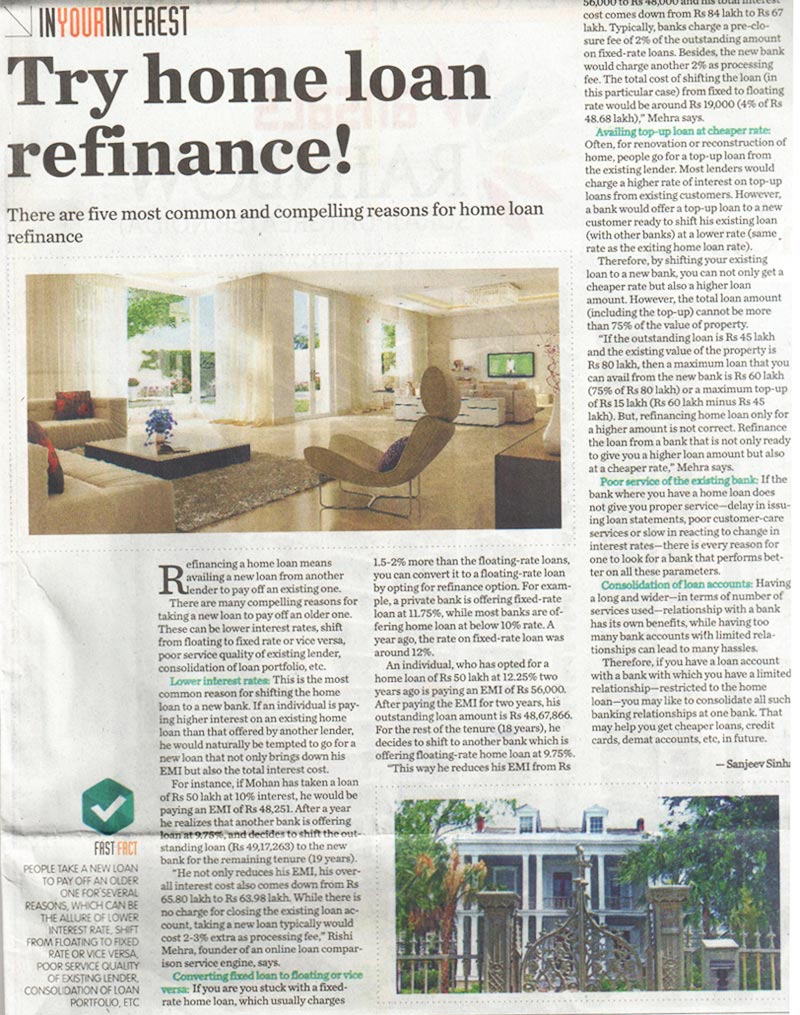 INYOURINTEREST
Try home loan
refinance!
There are five most common and compelling reasons for home loan
refinance
Refinancing a home loan means
availing a new loan from another
lender to pay off an existing one.
There are many compelling reasons for
taking a new loan to pay off an older one.
These can be lower interest rates, shift
from floating to fixed rate or vice versa,
poor service quality of existing lender,
consolidation of loan portfolio, etc.
Lower interest rates: This is the most
common reason for shifting the home
loan to a new bank. If an individual is pay-
ing higher interest on an existing home
loan than that offered by another lender,
he would naturally be tempted to go for a
new loan that not only brings down his
EMI but also the total interest cost.
For instance, if Mohan has taken a loan
of Rs 50 lakh at 10% interest, he would be
paying an EMI of Rs 48,251. After a year
he realizes that another bank is offering
loan at 9.75%, and decides to shift the out-
standing loan (Rs 49,17,263) to the new
bank for the remaining tenure (19 years).
"He not only reduces his EMI, his over-
all interest cost also comes down from Rs
65.80 lakh to Rs 63.98 lakh. While there is
no charge for closing the existing loan ac-
count, taking a new loan typically would
cost 2-3% extra as processing fee," Rishi
Mehra, founder of an online loan compar-
ison service engine, says.
Converting fixed loan to floating or vice
versa: If you are you stuck with a fixed-
rate home loan, which usually charges
1.5-2% more than the floating-rate loans,
you can convert it to a floating-rate loan
by opting for refinance option. For exam-
ple, a private bank is offering fixed-rate
loan at 11.75%, while most banks are of-
fering home loan at below 10% rate. A
year ago, the rate on fixed-rate loan was
around 12%.
An individual, who has opted for a
home loan of Rs 50 lakh at 12.25% two
years ago is paying an EMI of Rs 56,000.
After paying the EMI for two years, his
outstanding loan amount is Rs 48,67,866.
For the rest of the tenure (18 years), he
decides to shift to another bank which is
offering floating-rate home loan at 9.75%.
"This way he reduces his EMI from Rs
56,000 to Rs 48,000 and his total interest
cost comes down from Rs 84 lakh to Rs 67
lakh. Typically, banks charge a pre-clo-
sure fee of 2% of the outstanding amount
on fixed-rate loans. Besides, the new bank
would charge another 2% as processing
fee. The total cost of shifting the loan (in
this particular case) from fixed to floating
rate would be around Rs 19,000 (4% of Rs
48.68 lakh)," Mehra says.
Availing top-up loan at cheaper rate:
Often, for renovation or reconstruction of
home, people go for a top-up loan from
the existing lender. Most lenders would
charge a higher rate of interest on top-up
loans from existing customers. However,
a bank would offer a top-up loan to a new
customer ready to shift his existing loan
(with other banks) at a lower rate (same
rate as the exiting home loan rate).
Therefore, by shifting your existing
loan to a new bank, you can not only get a
cheaper rate but also a higher loan
amount. However, the total loan amount
(including the top-up) cannot be more
than 75% of the value of property.
"If the outstanding loan is Rs 45 lakh
and the existing value of the property is
Rs 80 lakh, then a maximum loan that you
can avail from the new bank is Rs 60 lakh
(75% of Rs 80 lakh) or a maximum top-up
of Rs 15 lakh (Rs 60 lakh minus Rs 45
lakh). But, refinancing home loan only for
a higher amount is not correct. Refinance
the loan from a bank that is not only ready
to give you a higher loan amount but also
at a cheaper rate," Mehra says.
Poor service of the existing bank: If the
bank where you have a home loan does
not give you proper service—delay in issu-
ing loan statements, poor customer-care
services or slow in reacting to change in
interest rates—there is every reason for
one to look for a bank that performs bet-
ter on all these parameters.
Consolidation of loan accounts: Having
a long and wider—in terms of number of
services used—relationship with a bank
has its own benefits, while having too
many bank accounts with limited rela-
tionships can lead to many hassles.
Therefore, if you have a loan account
with a bank with which you have a limited
relationship—restricted to the home
loan—you may like to consolidate all such
banking relationships at one bank. That
may help you get cheaper loans, credit
cards, demat accounts, etc, in future.
— Sanjeev Sinha
FAST FACT
PEOPLE TAKE A NEW LOAN
TO PAY OFF AN OLDER
ONE FOR SEVERAL
REASONS, WHICH CAN BE
THE ALLURE OF LOWER
INTEREST RATE, SHIFT
FROM FLOATING TO FIXED
RATE OR VICE VERSA,
POOR SERVICE QUALITY
OF EXISTING LENDER,
CONSOLIDATION OF LOAN
PORTFOLIO, ETC